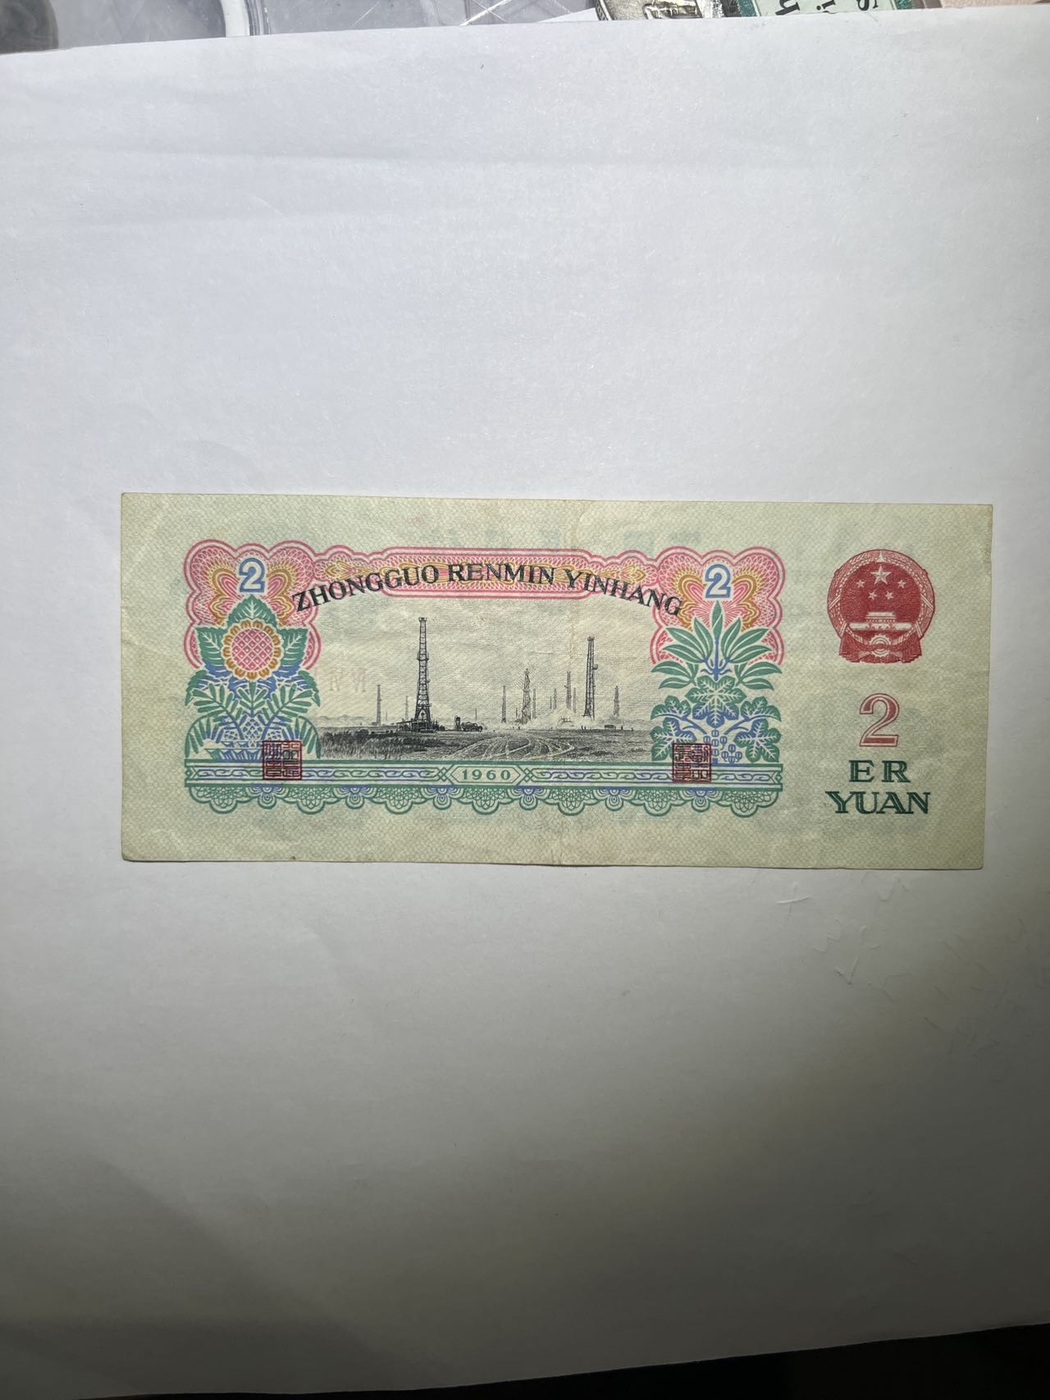 2
2
ZHONGGUO RENMIN YINHANG
1960
2
ER
YUAN